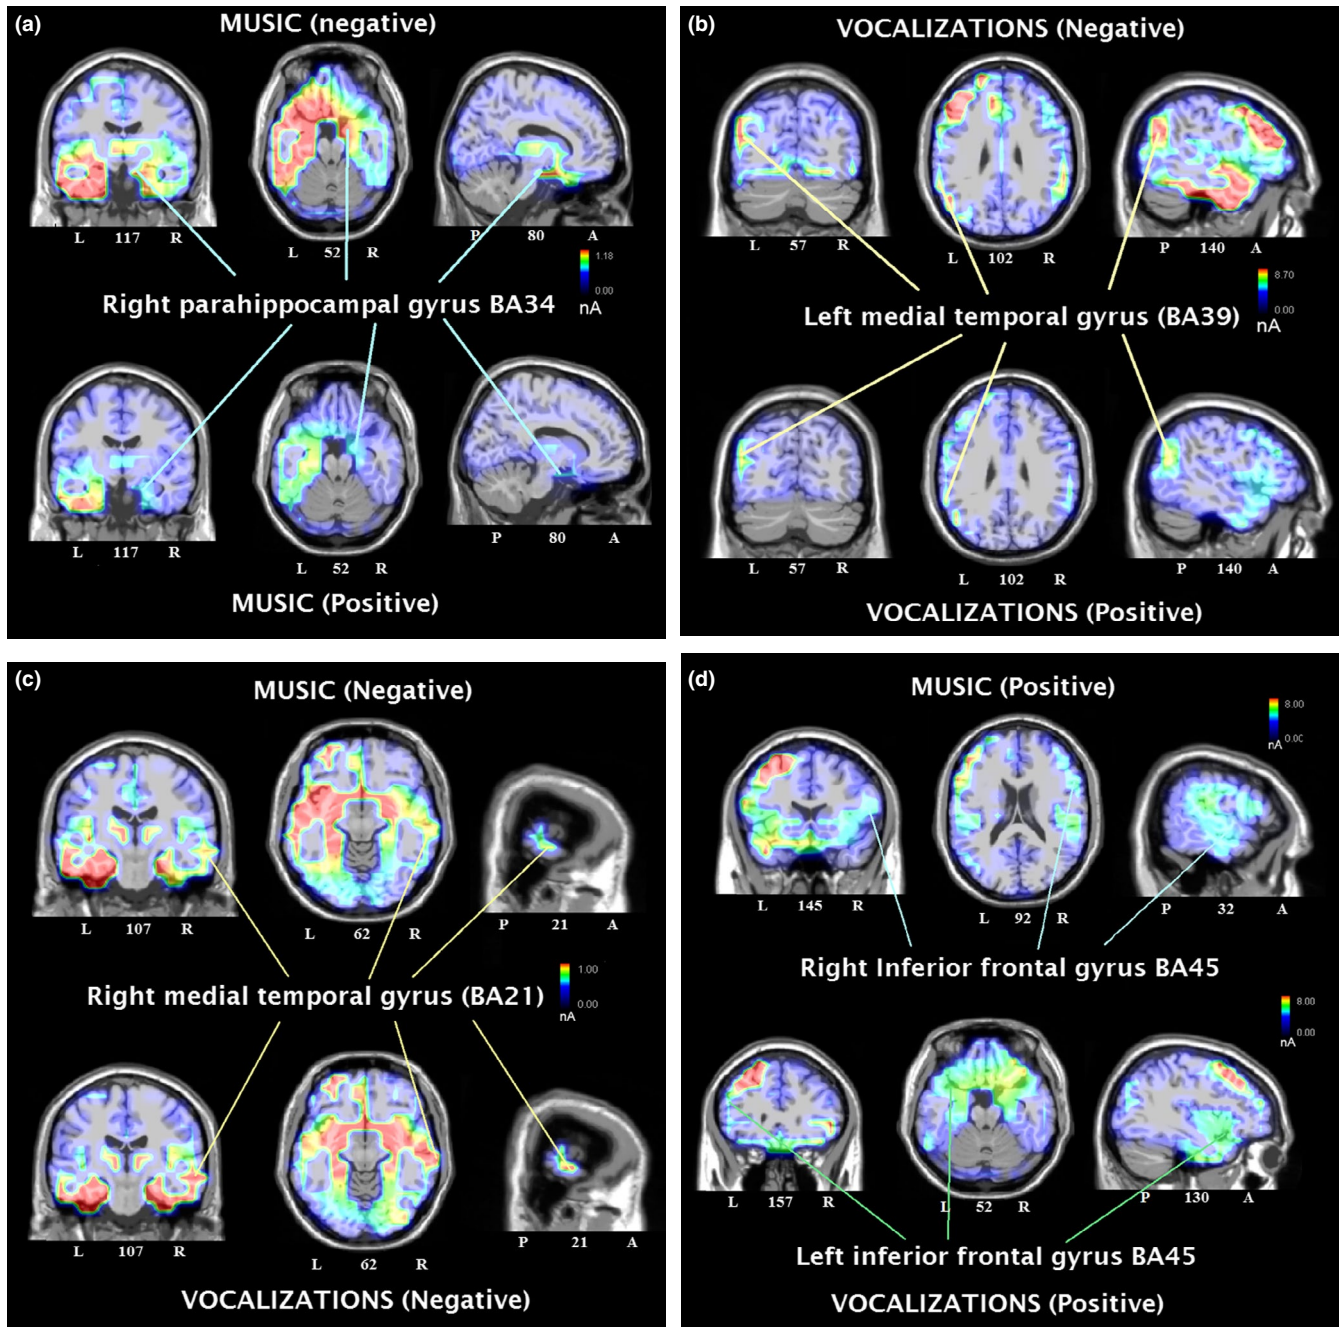 (a)
MUSIC (negative)
L 117 R
L 52 R
P 80 A
1.18
0.00
nA
Right parahippocampal gyrus BA34
L 117 R
L 52 R
P 80 A
MUSIC (Positive)
(b)
VOCALIZATIONS (Negative)
L 57 R
L 102 R
P 140 A
8.70
0.00
nA
Left medial temporal gyrus (BA39)
L 57 R
L 102 R
P 140 A
VOCALIZATIONS (Positive)
(c)
MUSIC (Negative)
L 107 R
L 62 R
P 21 A
1.00
0.00
nA
Right medial temporal gyrus (BA21)
L 107 R
L 62 R
P 21 A
VOCALIZATIONS (Negative)
(d)
MUSIC (Positive)
8.00
0.0C
nA
L 145 R
L 92 R
P 32 A
Right Inferior frontal gyrus BA45
8.00
0.00
nA
L 157 R
L 52 R
P 130 A
Left inferior frontal gyrus BA45
VOCALIZATIONS (Positive)